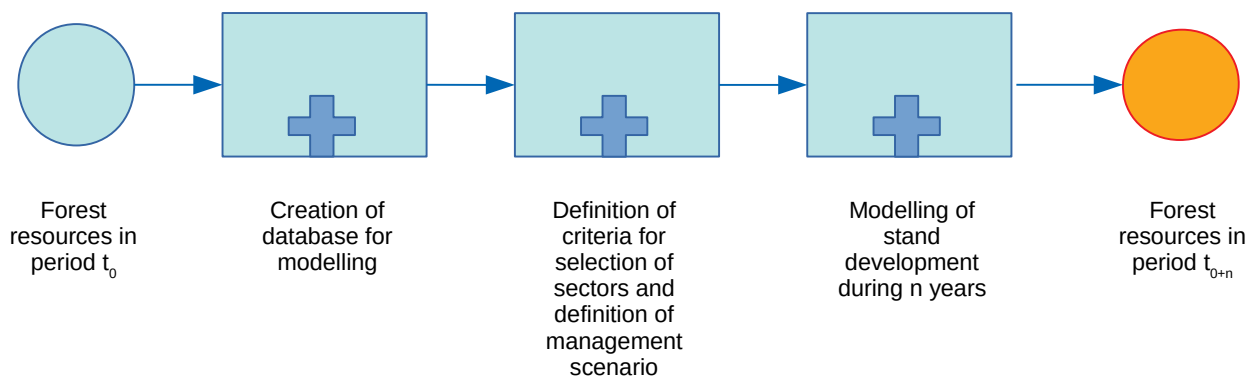 Forest
resources in
period t₀
Creation of
database for
modelling
Definition of
criteria for
selection of
sectors and
definition of
management
scenario
Modelling of
stand
development
during n years
Forest
resources in
period t₀₊ₙ